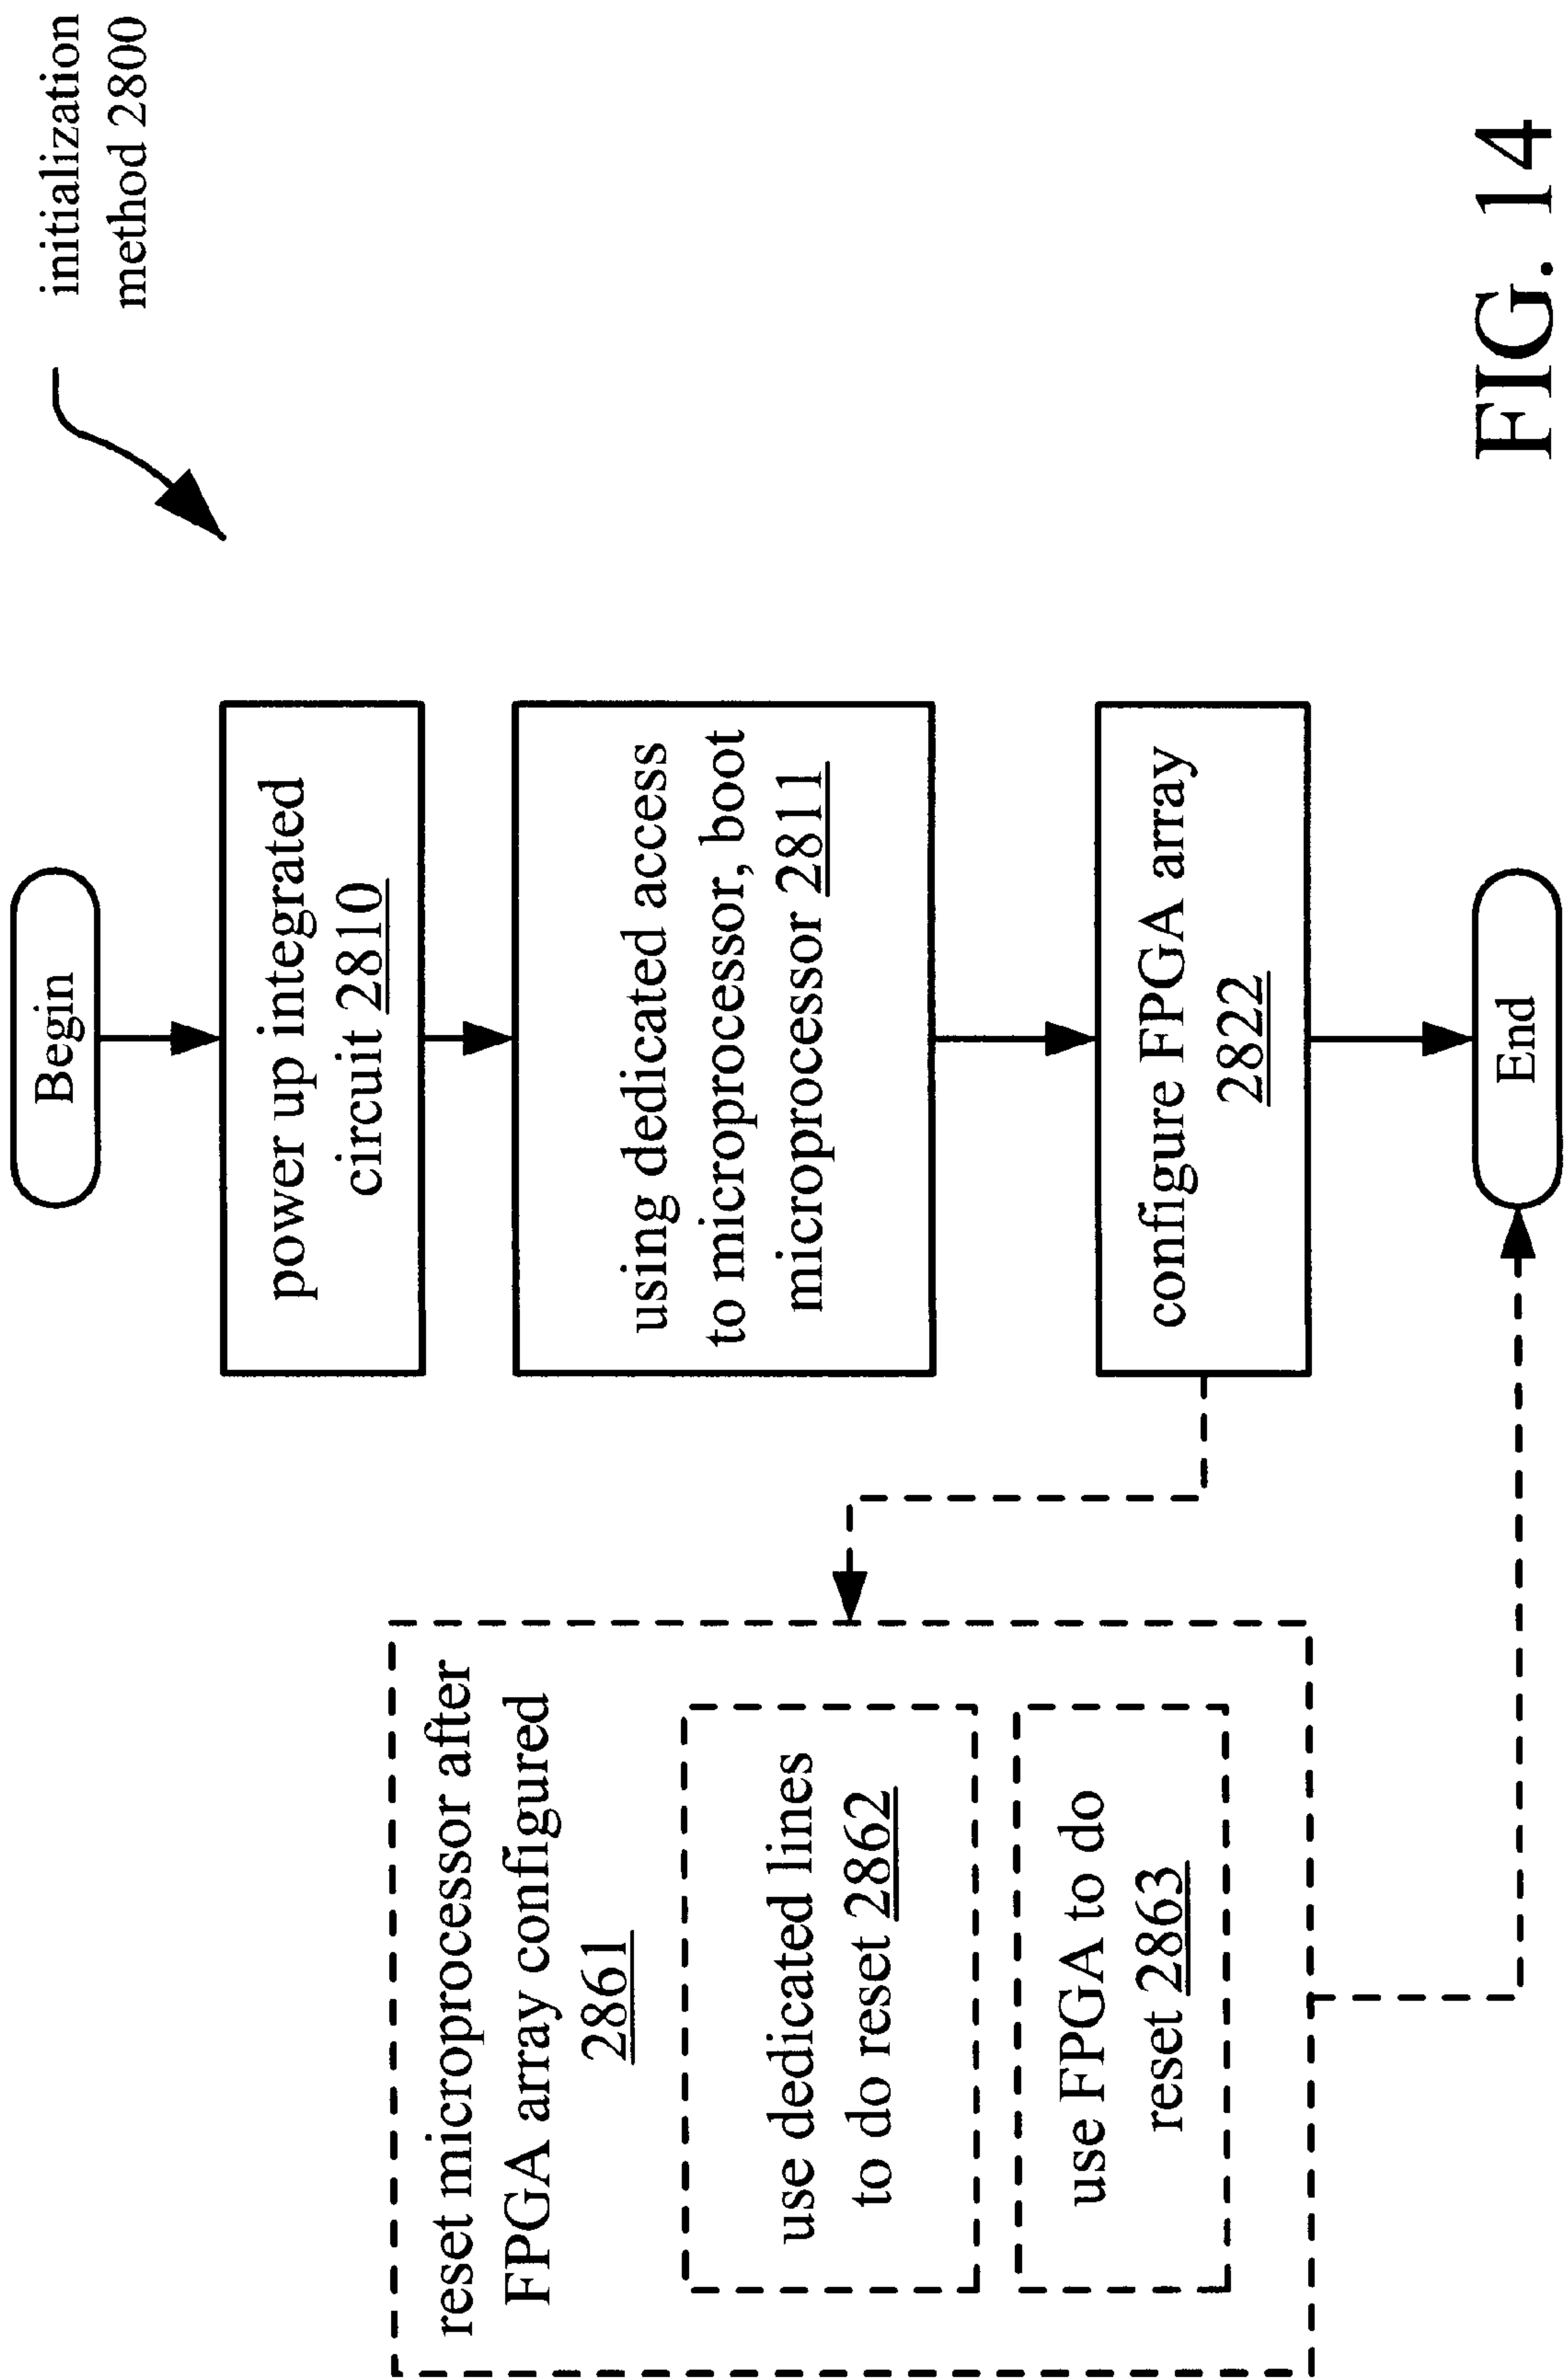 initialization
method 2800
Begin
power up integrated
circuit 2810
using dedicated access
to microprocessor, boot
microprocessor 2811
configure FPGA array
2822
reset microprocessor after
FPGA array configured
2861
use dedicated lines
to do reset 2862
use FPGA to do
reset 2863
End
FIG. 14